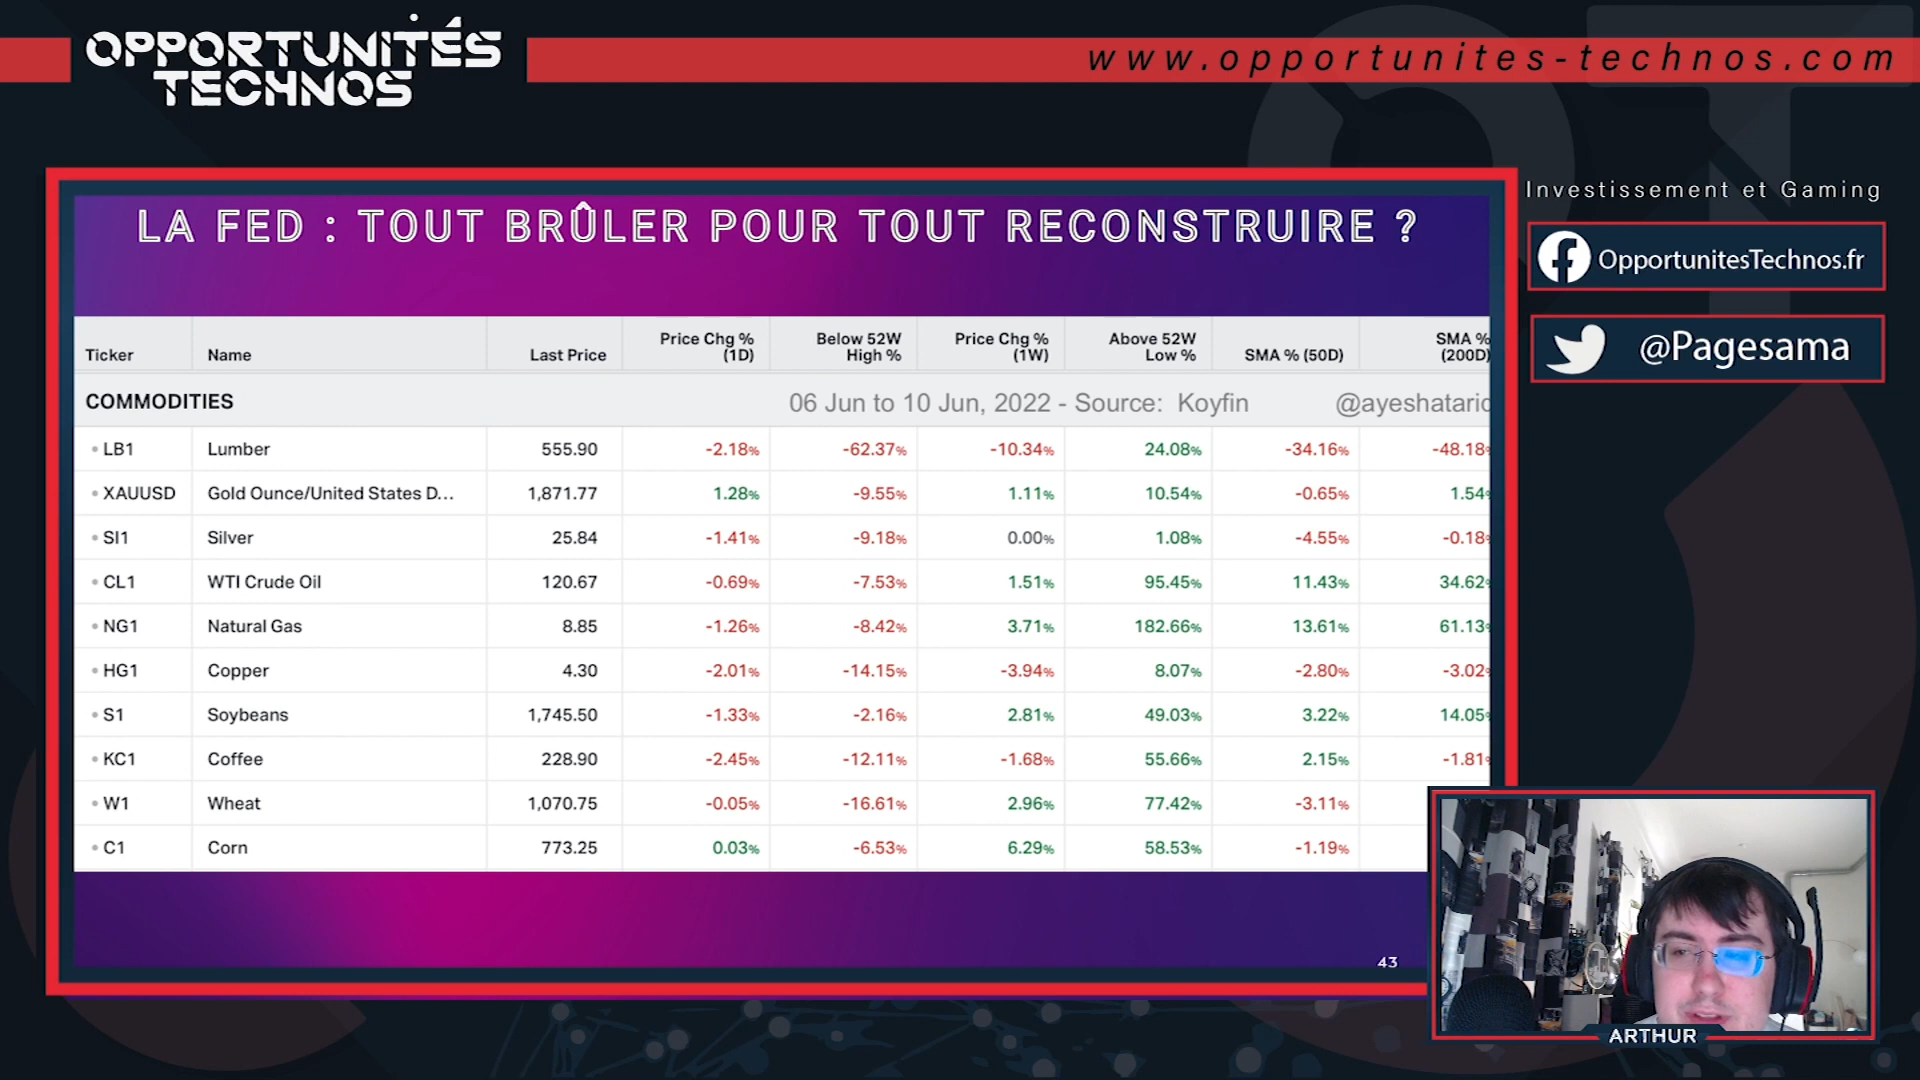 OPPORTUNITÉS
TECHNOS
www.opportunites-technos.com
Investissement et Gaming
OpportunitesTechnos.fr
@Pagesama
LA FED : TOUT BRÛLER POUR TOUT RECONSTRUIRE ?
Ticker Name Last Price Price Chg % (1D) Below 52W High % Price Chg % (1W) Above 52W Low % SMA % (50D) SMA % (200D)
COMMODITIES 06 Jun to 10 Jun, 2022 - Source: Koyfin @ayeshataric
LB1 Lumber 555.90 -2.18% -62.37% -10.34% 24.08% -34.16% -48.18%
XAUUSD Gold Ounce/United States D... 1,871.77 1.28% -9.55% 1.11% 10.54% -0.65% 1.54%
SI1 Silver 25.84 -1.41% -9.18% 0.00% 1.08% -4.55% -0.18%
CL1 WTI Crude Oil 120.67 -0.69% -7.53% 1.51% 95.45% 11.43% 34.62%
NG1 Natural Gas 8.85 -1.26% -8.42% 3.71% 182.66% 13.61% 61.13%
HG1 Copper 4.30 -2.01% -14.15% -3.94% 8.07% -2.80% -3.02%
S1 Soybeans 1,745.50 -1.33% -2.16% 2.81% 49.03% 3.22% 14.05%
KC1 Coffee 228.90 -2.45% -12.11% -1.68% 55.66% 2.15% -1.81%
W1 Wheat 1,070.75 -0.05% -16.61% 2.96% 77.42% -3.11%
C1 Corn 773.25 0.03% -6.53% 6.29% 58.53% -1.19%
43
ARTHUR